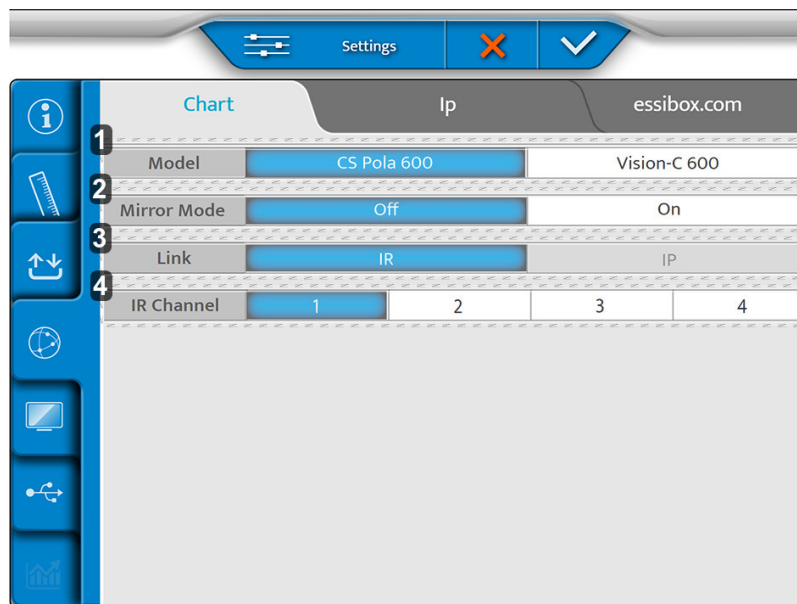 Settings
Chart Ip essibox.com
1
Model CS Pola 600 Vision-C 600
2
Mirror Mode Off On
3
Link IR IP
4
IR Channel 1 2 3 4